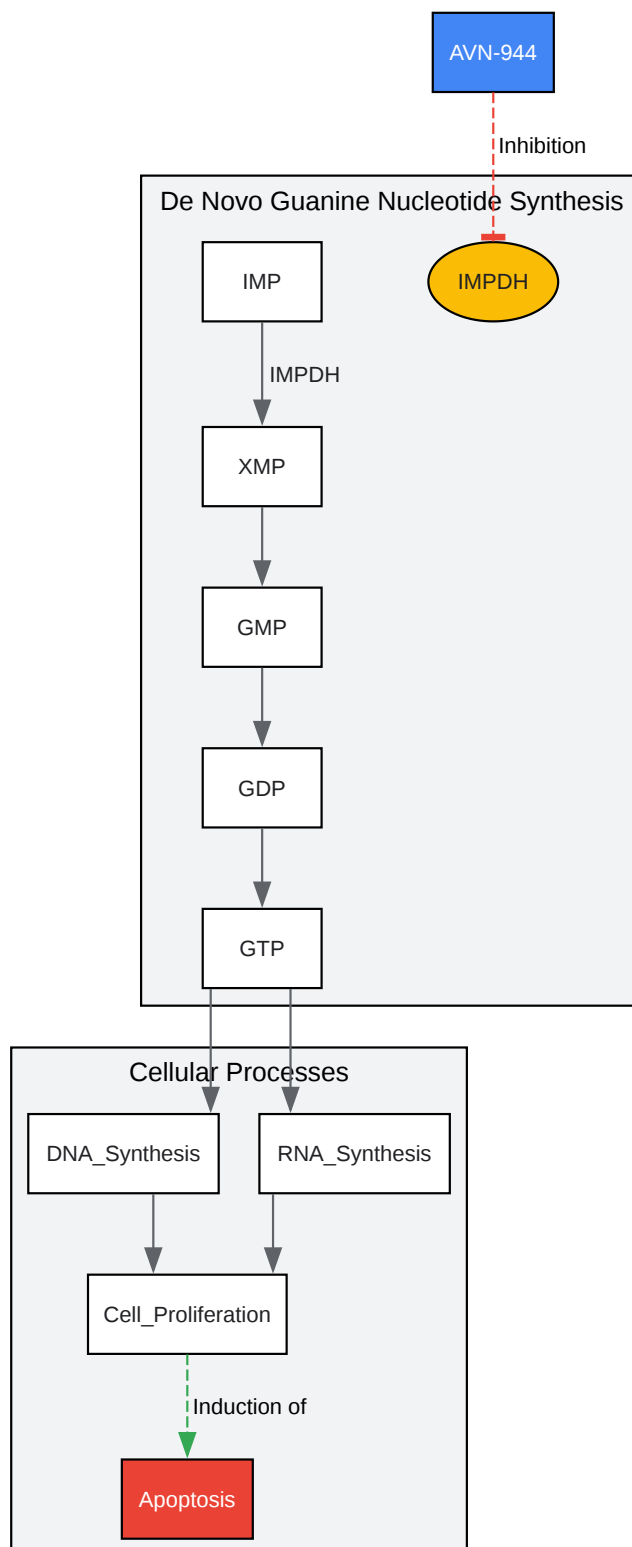 AVN-944
Inhibition
De Novo Guanine Nucleotide Synthesis
IMP
IMPDH
IMPDH
XMP
GMP
GDP
GTP
Cellular Processes
DNA_Synthesis
RNA_Synthesis
Cell_Proliferation
Induction of
Apoptosis